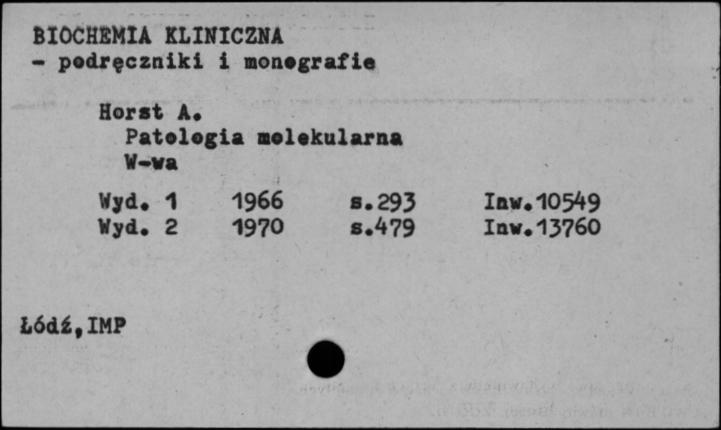 BIOCHEMIA KLINICZNA
- podręczniki i monografie
Horst A.
Patologia molekularna
W-wa
Wyd. 1 1966 s.293 Inw.10549
Wyd. 2 1970 s.479 Inw.13760
Łódź,IMP